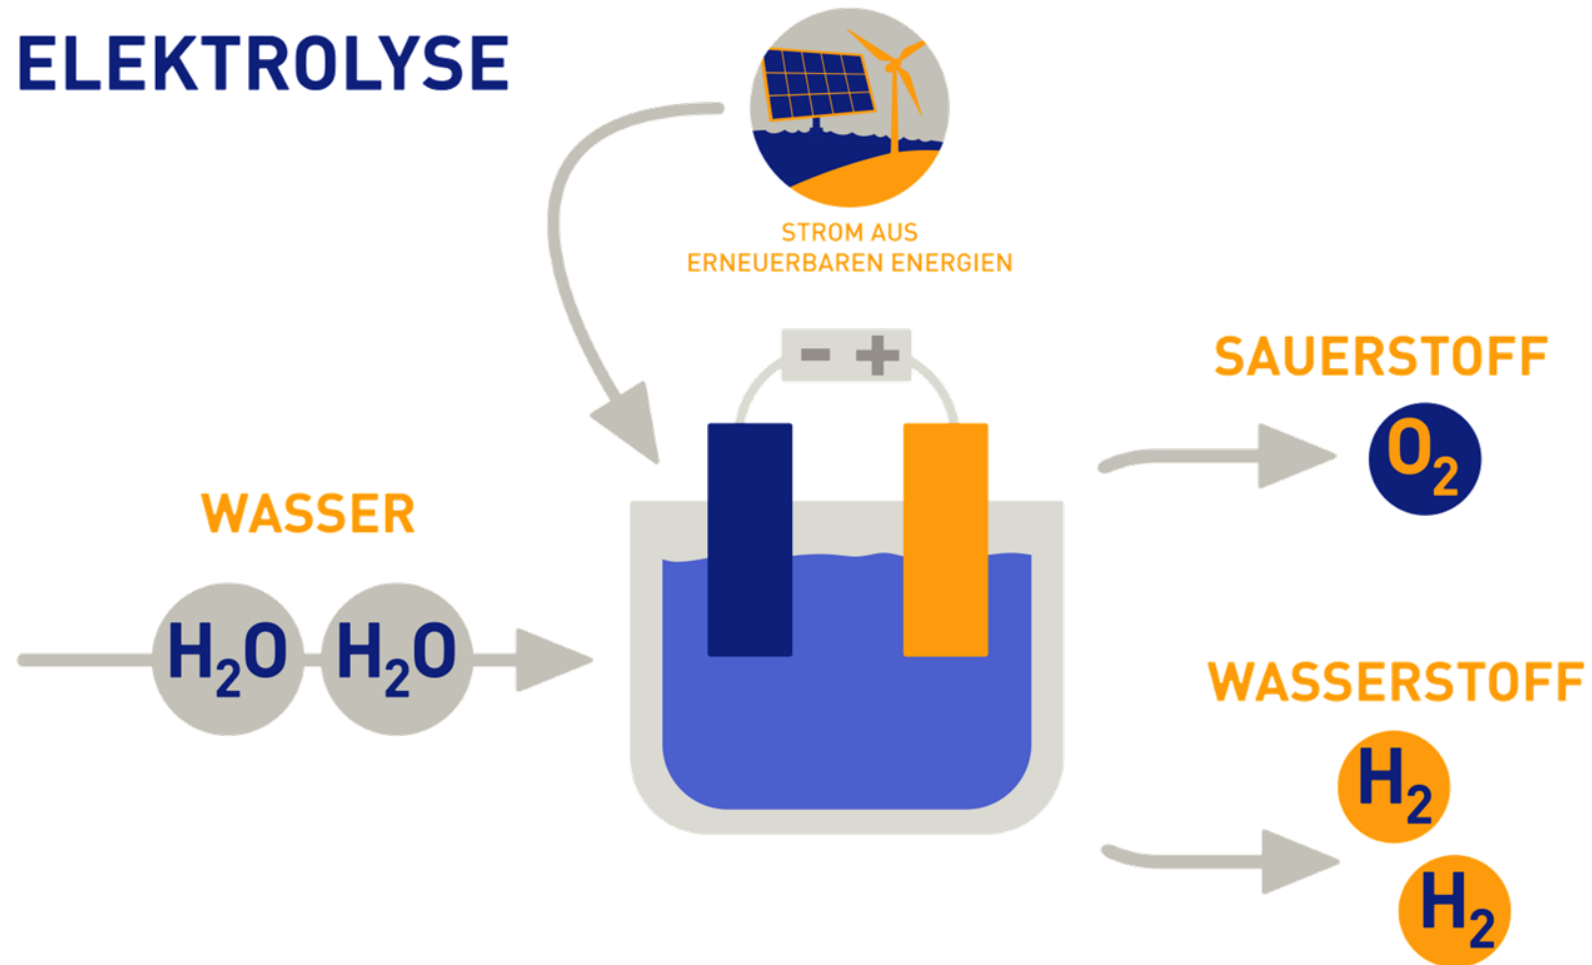 ELEKTROLYSE
STROM AUS
ERNEUERBAREN ENERGIEN
- +
SAUERSTOFF
O₂
WASSER
H₂O H₂O
WASSERSTOFF
H₂
H₂